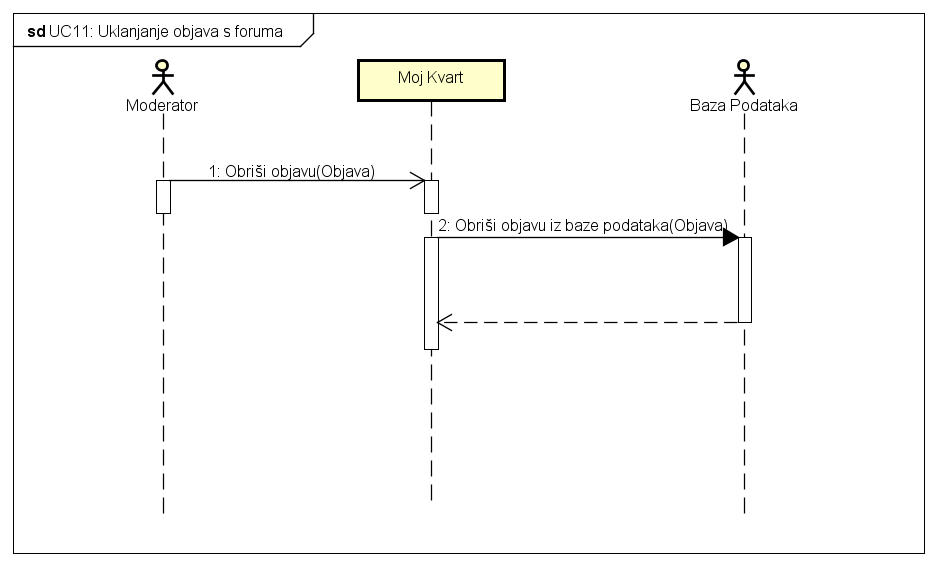 sd UC11: Uklanjanje objava s foruma
Moderator
Moj Kvart
Baza Podataka
1: Obriši objavu(Objava)
2: Obriši objavu iz baze podataka(Objava)